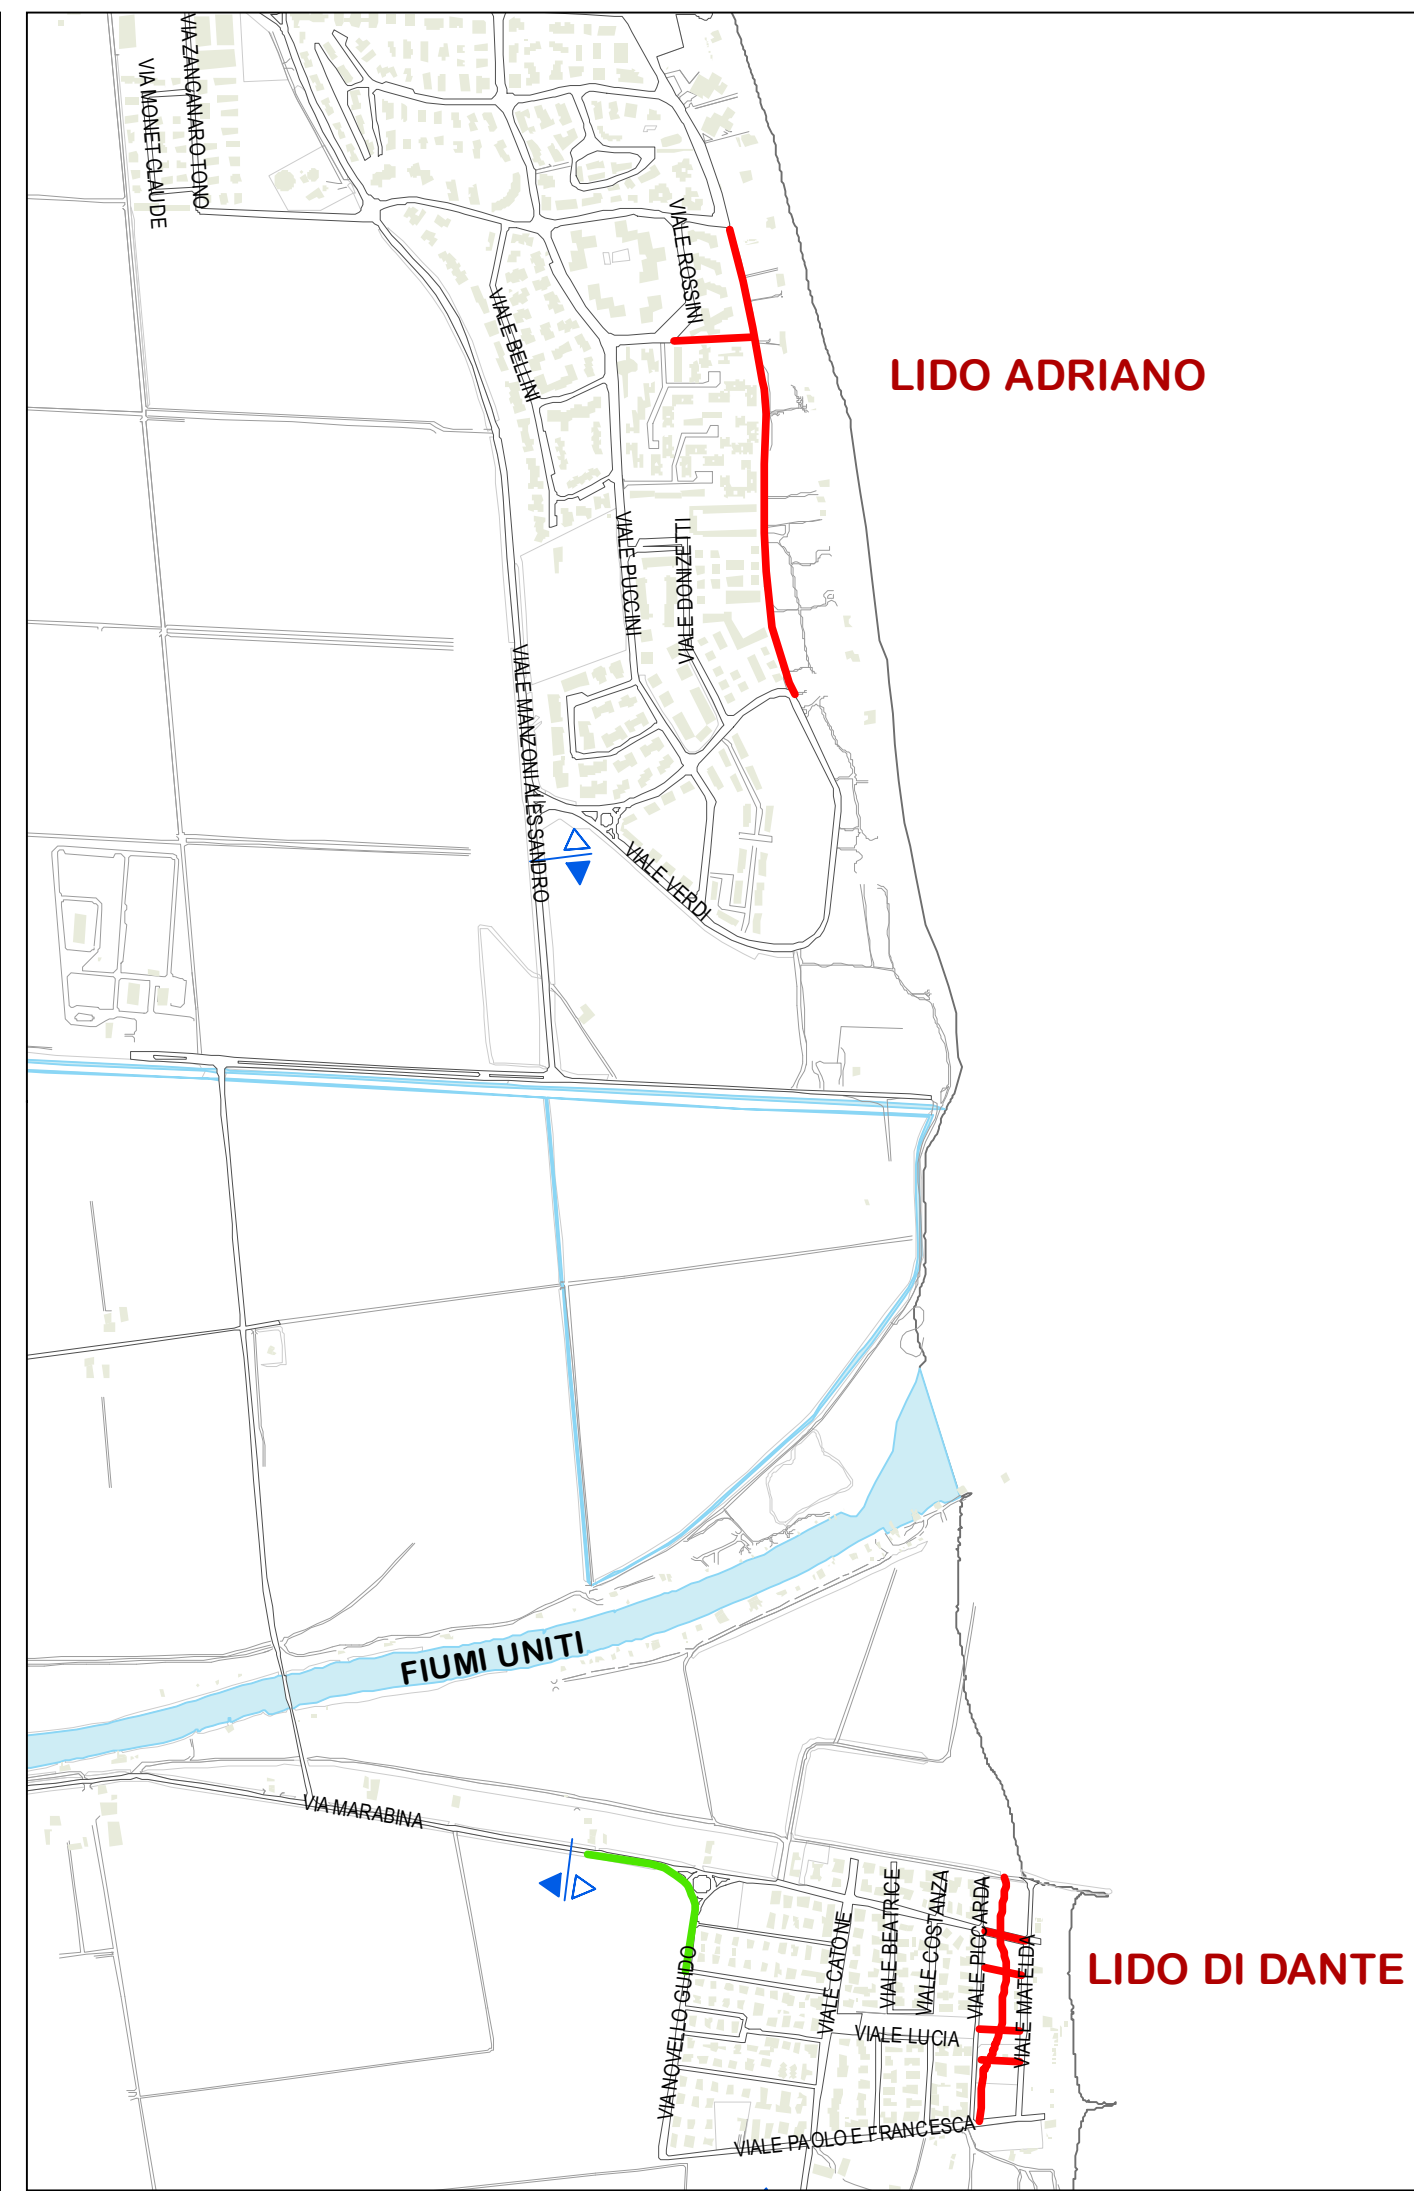 VIA ZANCANARO TONO
VIA MONET CLAUDE
VIALE ROSSINI
VIALE BELLINI
LIDO ADRIANO
VIALE PUCCINI
VIALE DONIZETTI
VIALE MANZONI ALESSANDRO
VIALE VERDI
FIUMI UNITI
VIA MARABINA
VIALE CATONE
VIALE BEATRICE
VIALE COSTANZA
VIALE PICCARDA
VIALE MATELDA
LIDO DI DANTE
VIA NOVELLO GUIDO
VIALE LUCIA
VIALE PAOLO E FRANCESCA